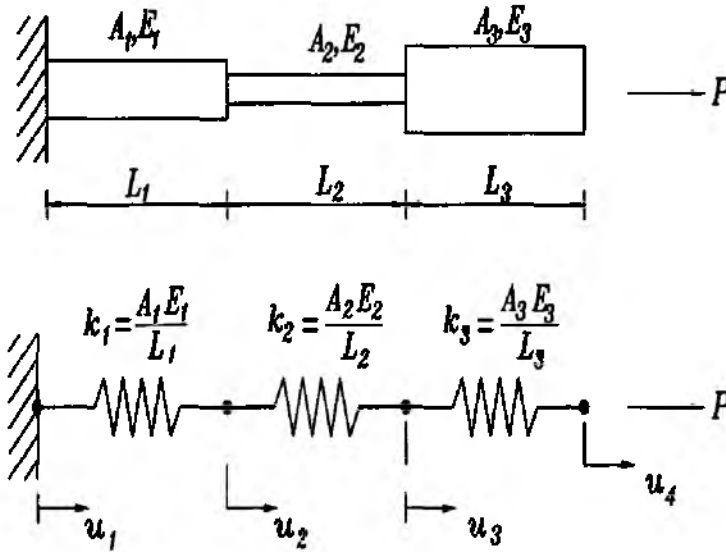 A₁,E₁ A₂,E₂ A₃,E₃
P
L₁ L₂ L₃
k₁=A₁E₁/L₁ k₂=A₂E₂/L₂ k₃=A₃E₃/L₃
P
u₁ u₂ u₃ u₄